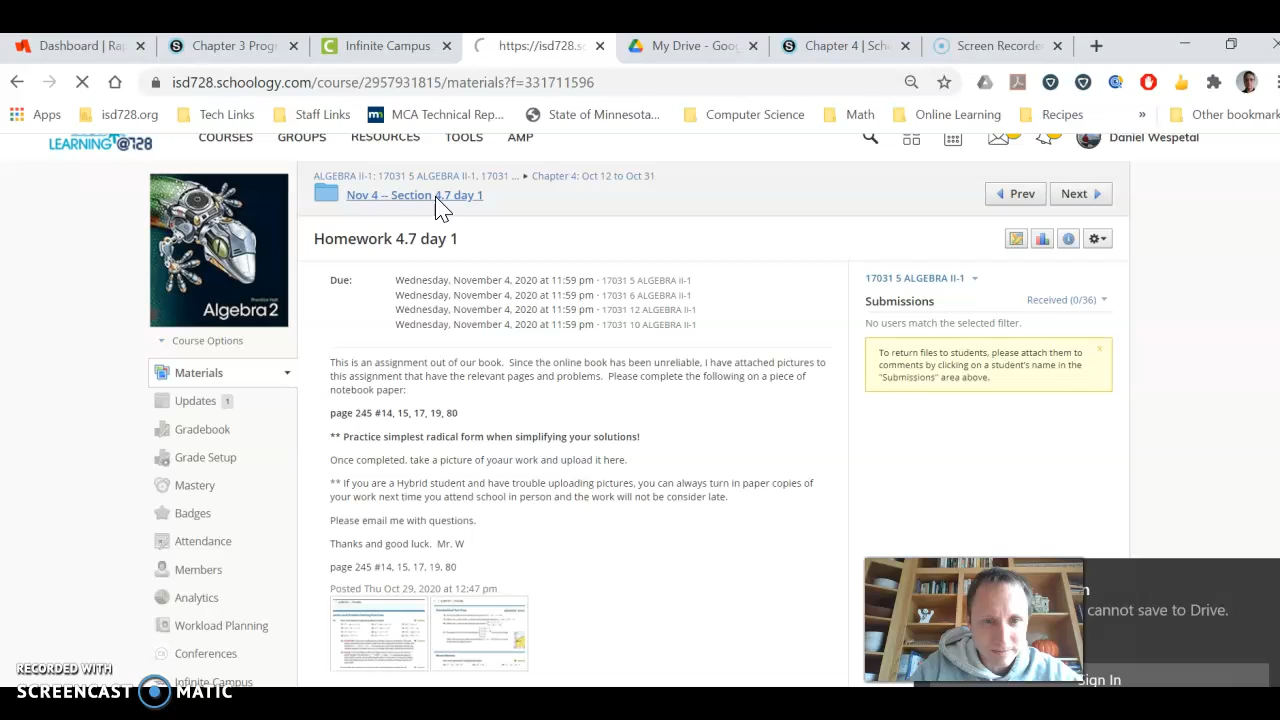 Dashboard | Ra
Chapter 3 Prog
Infinite Campus
https://isd728.s
My Drive - Goo
Chapter 4 | Sch
Screen Recorde
isd728.schoology.com/course/2957931815/materials?f=331711596
Apps
isd728.org
Tech Links
Staff Links
MCA Technical Rep...
State of Minnesota...
Computer Science
Math
Online Learning
Recipes
»
Other bookmark
LEARNING@728
COURSES
GROUPS
RESOURCES
TOOLS
AMP
Daniel Wespetal
ALGEBRA II-1: 17031 5 ALGEBRA II-1, 17031 ... ▸ Chapter 4: Oct 12 to Oct 31
Nov 4 -- Section 4.7 day 1
Prev
Next
Homework 4.7 day 1
Due: Wednesday, November 4, 2020 at 11:59 pm · 17031 5 ALGEBRA II-1
Wednesday, November 4, 2020 at 11:59 pm · 17031 6 ALGEBRA II-1
Wednesday, November 4, 2020 at 11:59 pm · 17031 12 ALGEBRA II-1
Wednesday, November 4, 2020 at 11:59 pm · 17031 10 ALGEBRA II-1
This is an assignment out of our book. Since the online book has been unreliable, I have attached pictures to
this assignment that have the relevant pages and problems. Please complete the following on a piece of
notebook paper:
page 245 #14, 15, 17, 19, 80
** Practice simplest radical form when simplifying your solutions!
Once completed, take a picture of yoaur work and upload it here.
** If you are a Hybrid student and have trouble uploading pictures, you can always turn in paper copies of
your work next time you attend school in person and the work will not be consider late.
Please email me with questions.
Thanks and good luck. Mr. W
page 245 #14, 15, 17, 19, 80
Posted Thu Oct 29, 2020 at 12:47 pm
17031 5 ALGEBRA II-1
Submissions
Received (0/36)
No users match the selected filter.
To return files to students, please attach them to
comments by clicking on a student's name in the
"Submissions" area above.
x
Algebra 2
Course Options
Materials
Updates 1
Gradebook
Grade Setup
Mastery
Badges
Attendance
Members
Analytics
Workload Planning
Conferences
Infinite Campus
cannot save to Drive.
Sign In
RECORDED WITH
SCREENCAST MATIC